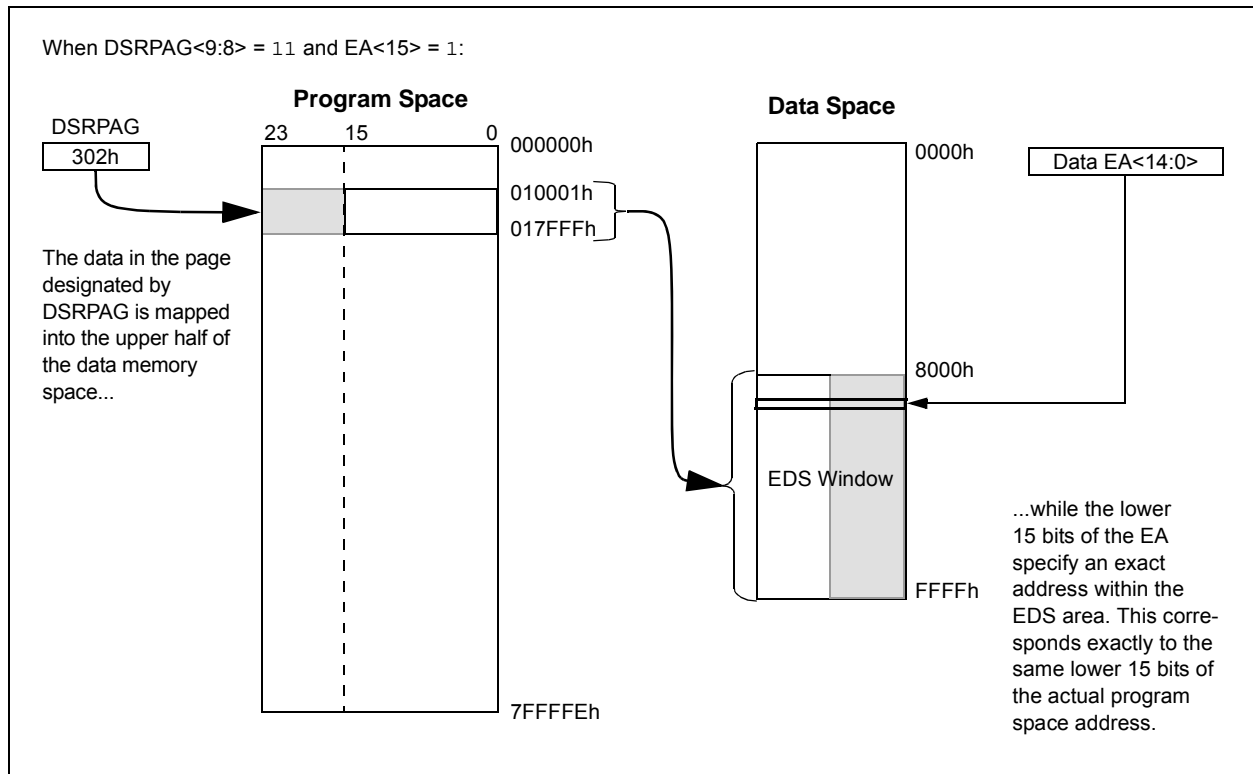 When DSRPAG<9:8> = 11 and EA<15> = 1:
Program Space
Data Space
DSRPAG
302h
23 15 0
000000h
010001h
017FFFh
7FFFFEh
The data in the page
designated by
DSRPAG is mapped
into the upper half of
the data memory
space...
0000h
8000h
FFFFh
EDS Window
Data EA<14:0>
...while the lower
15 bits of the EA
specify an exact
address within the
EDS area. This corre-
sponds exactly to the
same lower 15 bits of
the actual program
space address.